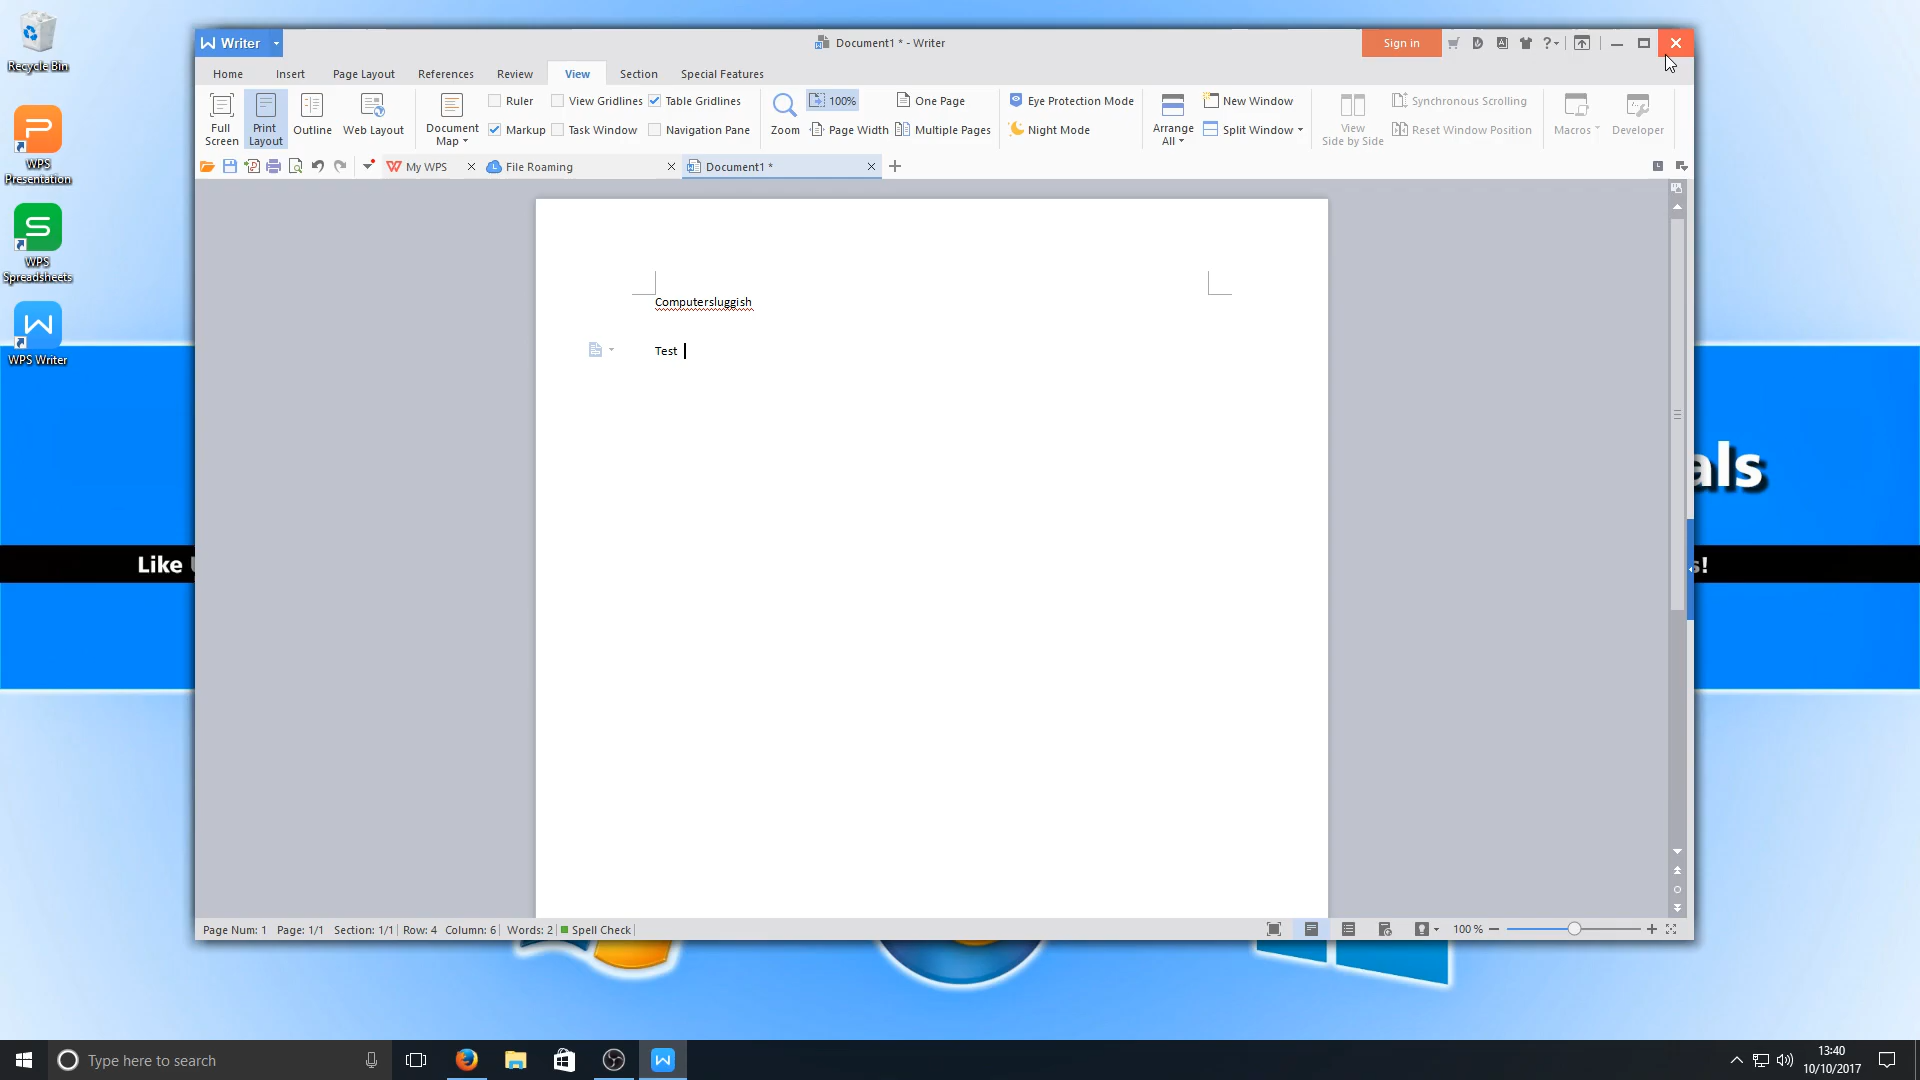 Recycle Bin
WPS
Presentation
WPS
Spreadsheets
WPS Writer
Writer
Document1 * - Writer
Sign in
Home Insert Page Layout References Review View Section Special Features
Full
Screen
Print
Layout
Outline
Web Layout
Document
Map
Ruler
View Gridlines
Table Gridlines
Markup
Task Window
Navigation Pane
Zoom
100%
Page Width
One Page
Multiple Pages
Eye Protection Mode
Night Mode
Arrange
All
New Window
Split Window
View
Side by Side
Synchronous Scrolling
Reset Window Position
Macros
Developer
My WPS
File Roaming
Document1 *
Computersluggish
Test
als
Like
s!
Page Num: 1 Page: 1/1 Section: 1/1 Row: 4 Column: 6 Words: 2 Spell Check
100 %
Type here to search
13:40
10/10/2017